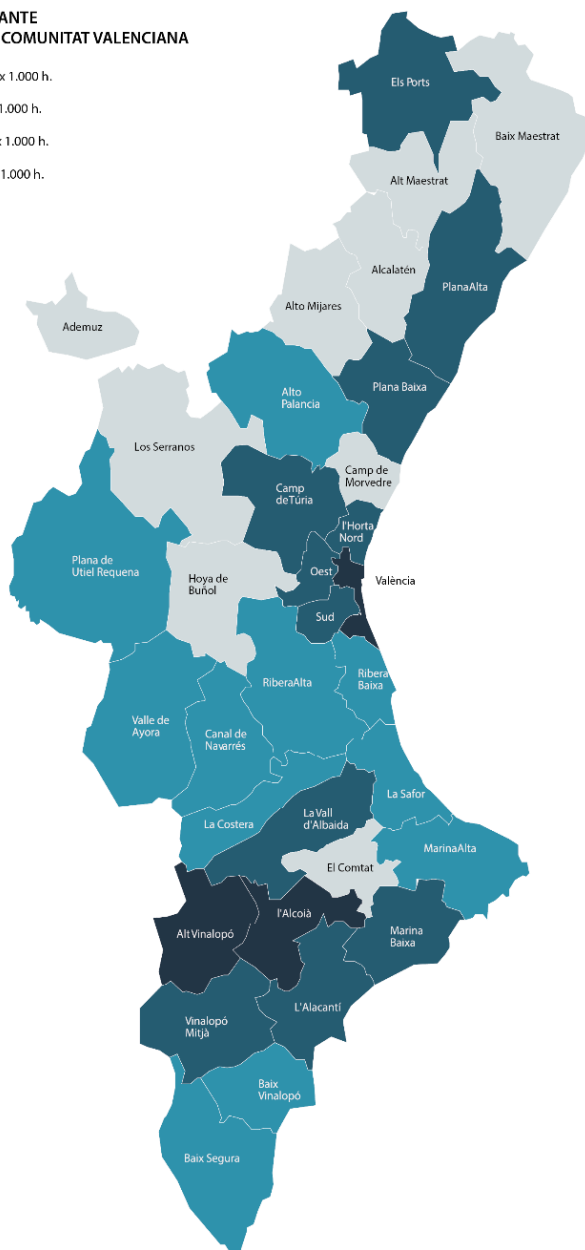 ANTE
COMUNITAT VALENCIANA
x 1.000 h.
1.000 h.
x 1.000 h.
1.000 h.
Els Ports
Baix Maestrat
Alt Maestrat
Alcalatén
PlanaAlta
Alto Mijares
Ademuz
Plana Baixa
Alto
Palancia
Los Serranos
Camp de
Morvedre
Camp
de Túria
l'Horta
Nord
Plana de
Utiel Requena
Oest
València
Hoya de
Buñol
Sud
RiberaAlta
Ribera
Baixa
Valle de
Ayora
Canal de
Navarrés
La Safor
La Vall
d'Albaida
La Costera
MarinaAlta
El Comtat
l'Alcoià
Alt Vinalopó
Marina
Baixa
L'Alacantí
Vinalopó
Mitjà
Baix
Vinalopó
Baix Segura